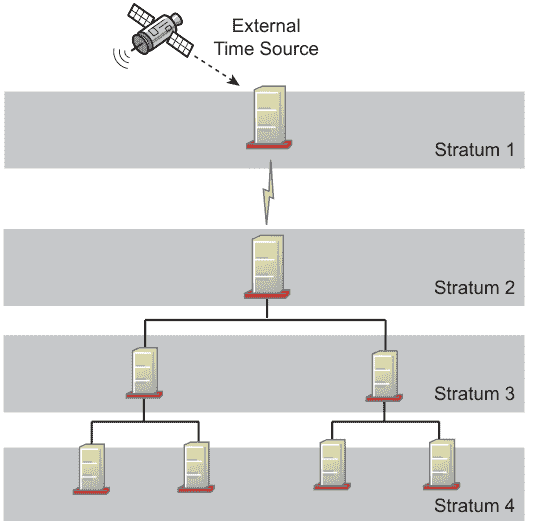 External
Time Source
Stratum 1
Stratum 2
Stratum 3
Stratum 4